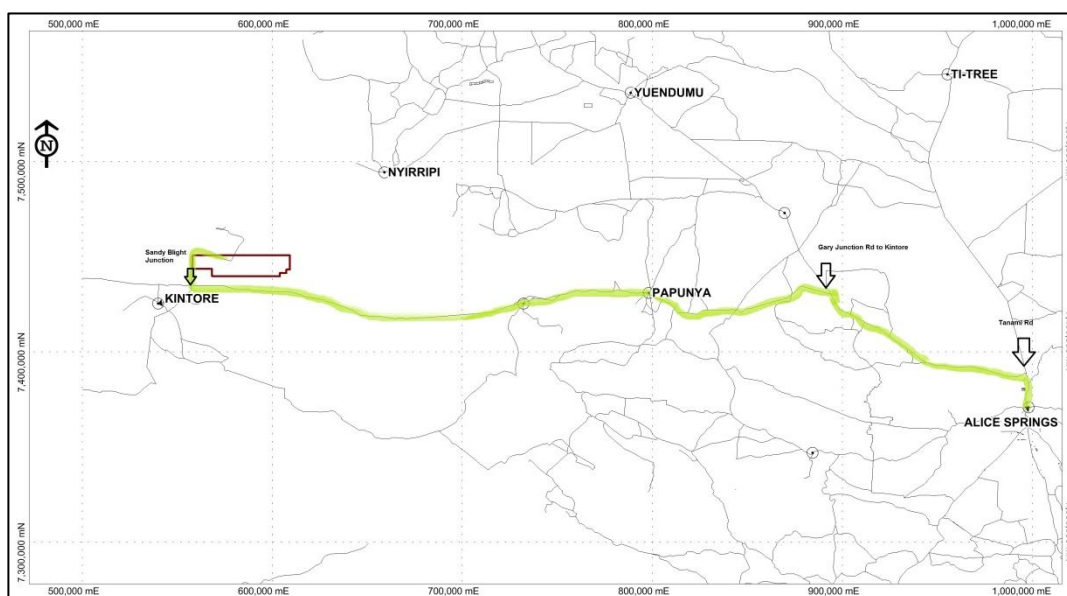 500,000 mE
600,000 mE
700,000 mE
800,000 mE
900,000 mE
1,000,000 mE
TI-TREE
YUENDUMU
N
7,500,000 mN
NYIRRIPI
Sandy Blight
Junction
Gary Junction Rd to Kintore
KINTORE
PAPUNYA
Tanami Rd
7,400,000 mN
ALICE SPRINGS
7,300,000 mN
500,000 mE
600,000 mE
700,000 mE
800,000 mE
900,000 mE
1,000,000 mE